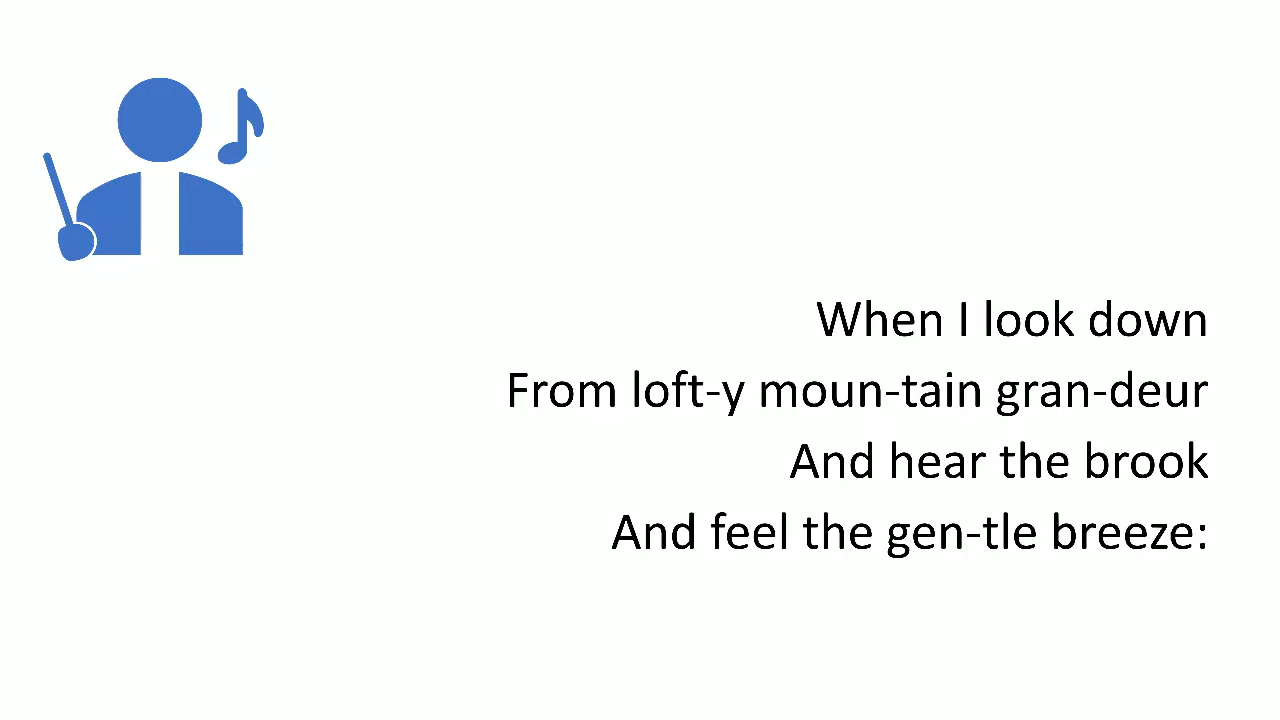 When I look down
From loft-y moun-tain gran-deur
And hear the brook
And feel the gen-tle breeze: